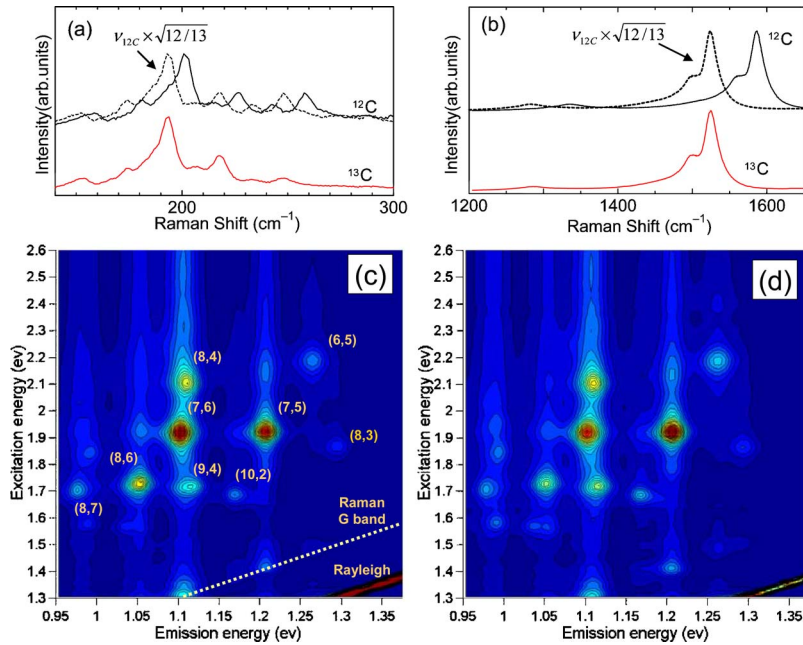 (a)
ν12C × √12/13
12C
13C
Intensity(arb.units)
200 300
Raman Shift (cm⁻¹)
(b)
ν12C × √12/13
12C
13C
Intensity(arb.units)
1200 1400 1600
Raman Shift (cm⁻¹)
(c)
2.6
2.5
2.4
2.3
2.2
2.1
2.0
1.9
1.8
1.7
1.6
1.5
1.4
1.3
Excitation energy (ev)
(6,5)
(8,4)
(7,6)
(7,5)
(8,3)
(8,6)
(9,4)
(10,2)
(8,7)
Raman
G band
Rayleigh
0.95 1 1.05 1.1 1.15 1.2 1.25 1.3 1.35
Emission energy (ev)
(d)
2.6
2.5
2.4
2.3
2.2
2.1
2.0
1.9
1.8
1.7
1.6
1.5
1.4
1.3
Excitation energy (ev)
0.95 1 1.05 1.1 1.15 1.2 1.25 1.3 1.35
Emission energy (ev)